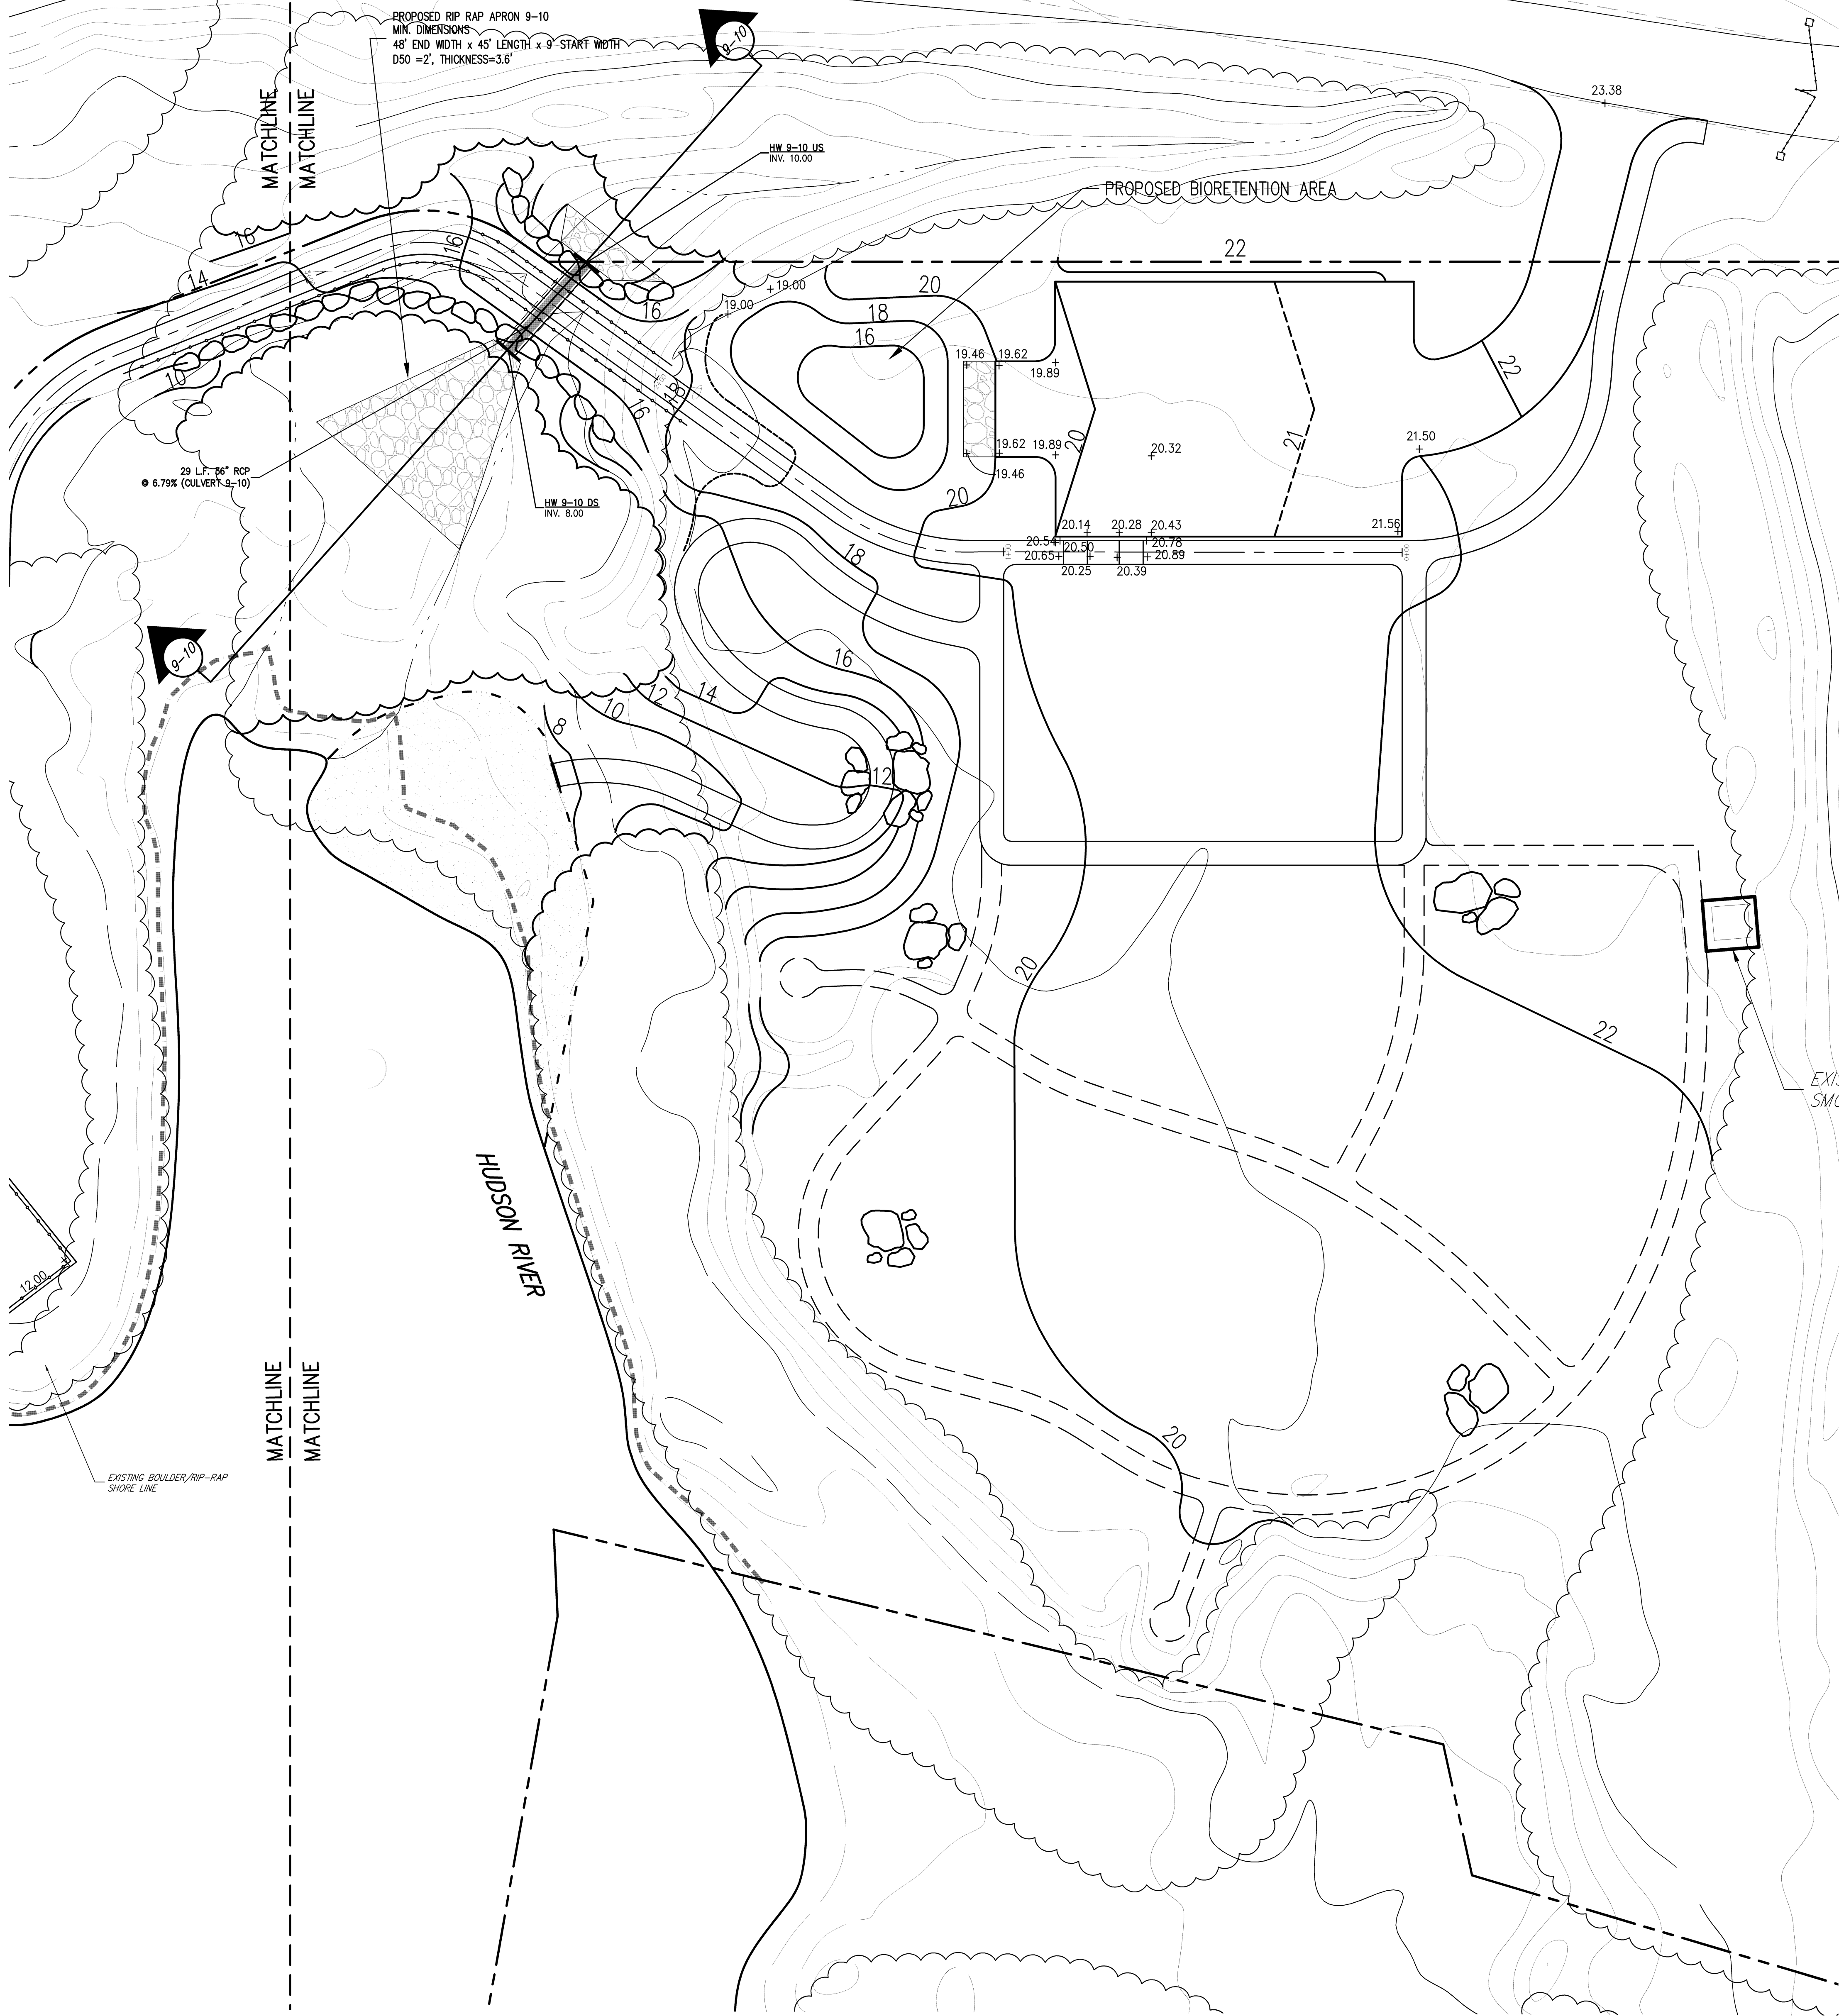 PROPOSED RIP RAP APRON 9-10
MIN. DIMENSIONS
48' END WIDTH x 45' LENGTH x 9' START WIDTH
D50 =2', THICKNESS=3.6'
9-10
23.38
MATCHLINE
MATCHLINE
HW 9-10 US
INV. 10.00
PROPOSED BIORETENTION AREA
16
14
16
22
19.00
19.00
20
18
16
16
10
18
16
19.46
19.62
19.89
22
20
21
21.50
19.62
19.89
20.32
19.46
20
29 L.F. 36" RCP
@ 6.79% (CULVERT 9-10)
HW 9-10 DS
INV. 8.00
20.14
20.28
20.43
21.56
20.54
20.50
20.78
20.65
20.89
20.25
20.39
18
9-10
16
14
12
10
8
12
20
22
EXIS
SMO
HUDSON RIVER
12.00
MATCHLINE
MATCHLINE
20
EXISTING BOULDER/RIP-RAP
SHORE LINE